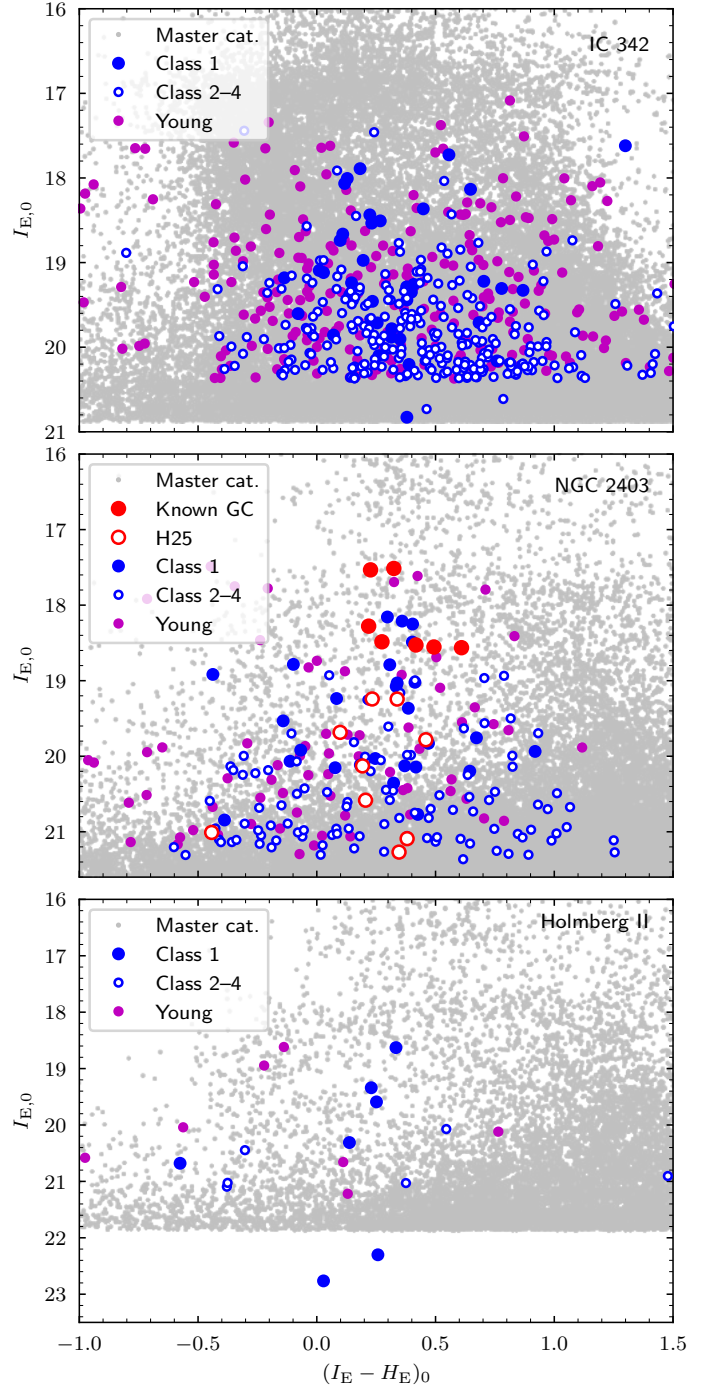 16
17
18
19
20
21
I_E,0
Master cat.
Class 1
Class 2–4
Young
IC 342
16
17
18
19
20
21
I_E,0
Master cat.
Known GC
H25
Class 1
Class 2–4
Young
NGC 2403
16
17
18
19
20
21
22
23
I_E,0
Master cat.
Class 1
Class 2–4
Young
Holmberg II
−1.0 −0.5 0.0 0.5 1.0 1.5
(I_E − H_E)_0